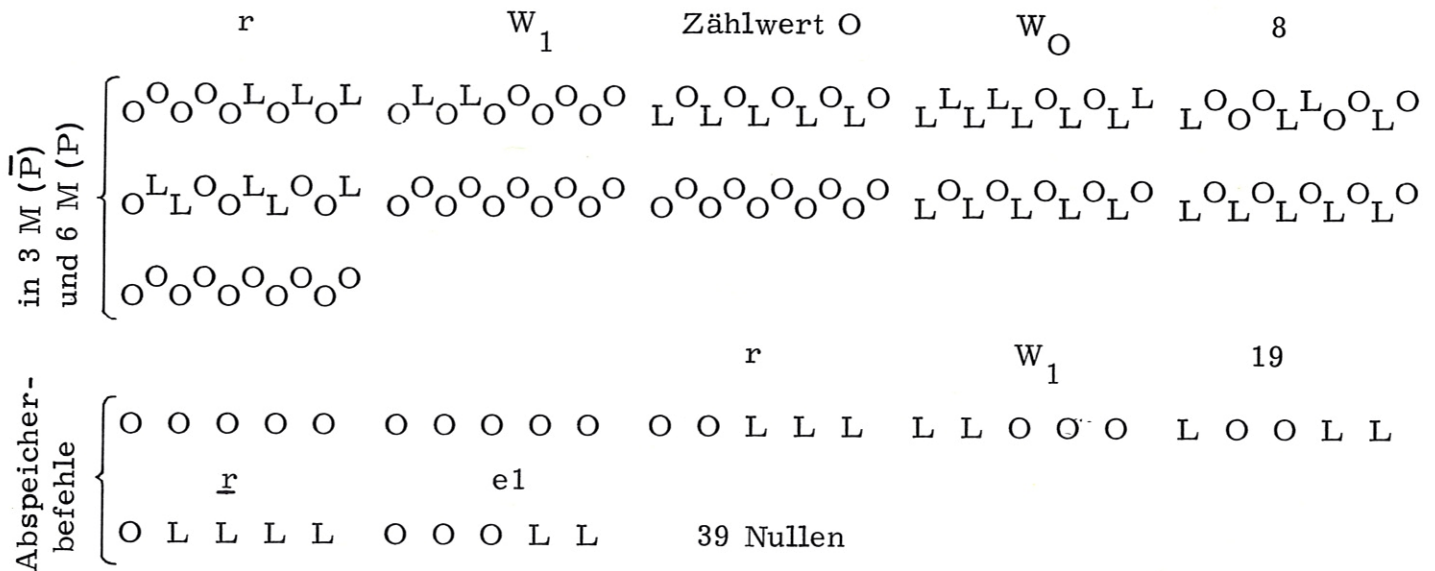 r W₁ Zählwert O W_O 8
in 3 M (P̄)
und 6 M (P)
OOOOOLOLOL OLOLOOOOOO LOLOLOLOLO LLLLLOLOLL LOOOLLOOLO
OLLOOLLOOL OOOOOOOOOO OOOOOOOOOO LOLOLOLOLO LOLOLOLOLO
OOOOOOOOOO
r W₁ 19
Abspeicher-
befehle
O O O O O O O O O O O O L L L L L O O O L O O L L
r e1
O L L L L O O O L L 39 Nullen